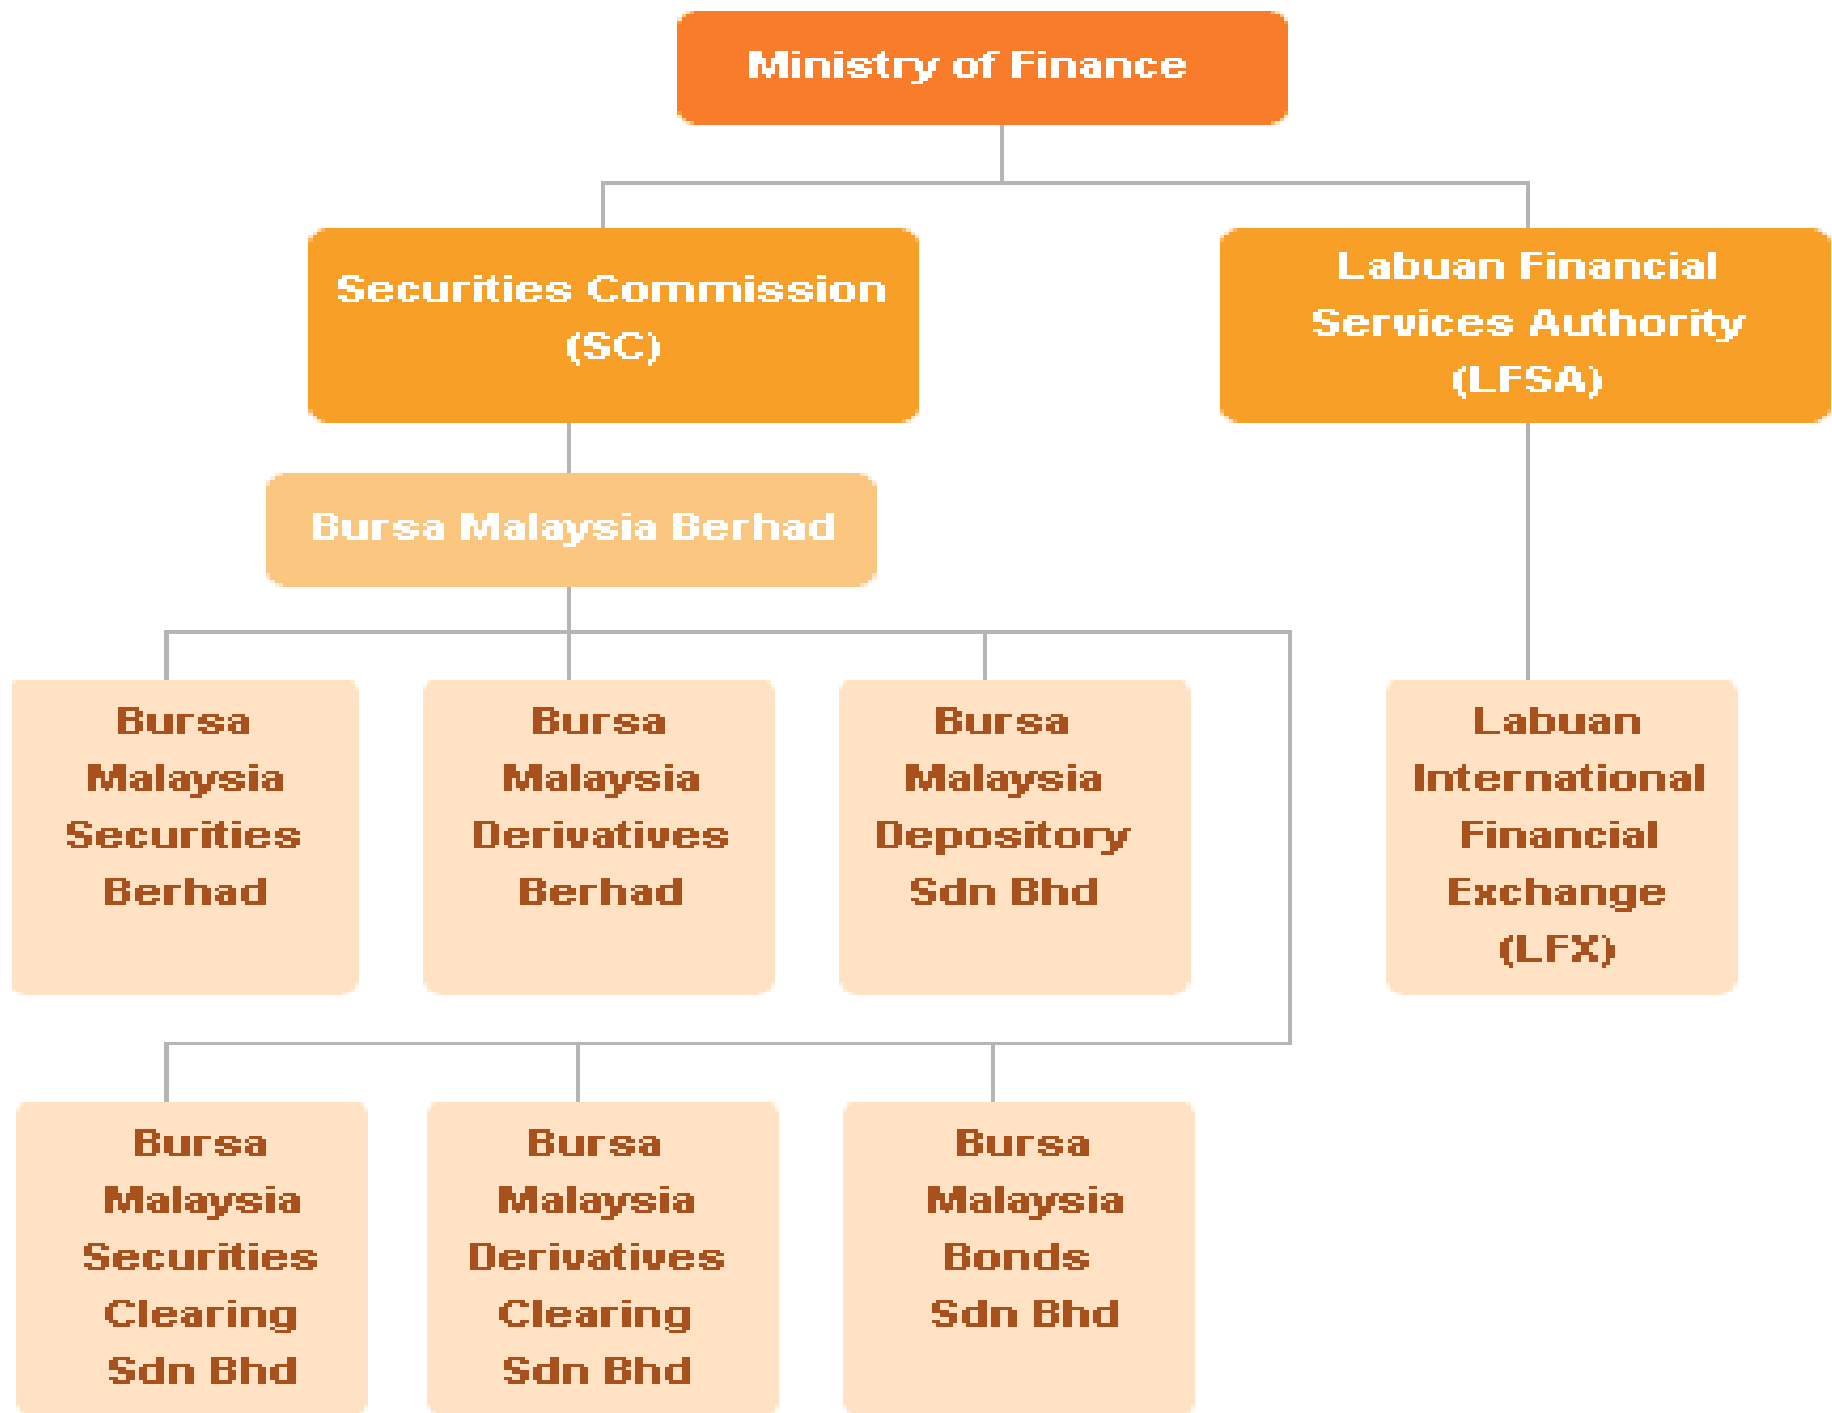 Ministry of Finance
Securities Commission
(SC)
Labuan Financial
Services Authority
(LFSA)
Bursa Malaysia Berhad
Bursa
Malaysia
Securities
Berhad
Bursa
Malaysia
Derivatives
Berhad
Bursa
Malaysia
Depository
Sdn Bhd
Labuan
International
Financial
Exchange
(LFX)
Bursa
Malaysia
Securities
Clearing
Sdn Bhd
Bursa
Malaysia
Derivatives
Clearing
Sdn Bhd
Bursa
Malaysia
Bonds
Sdn Bhd